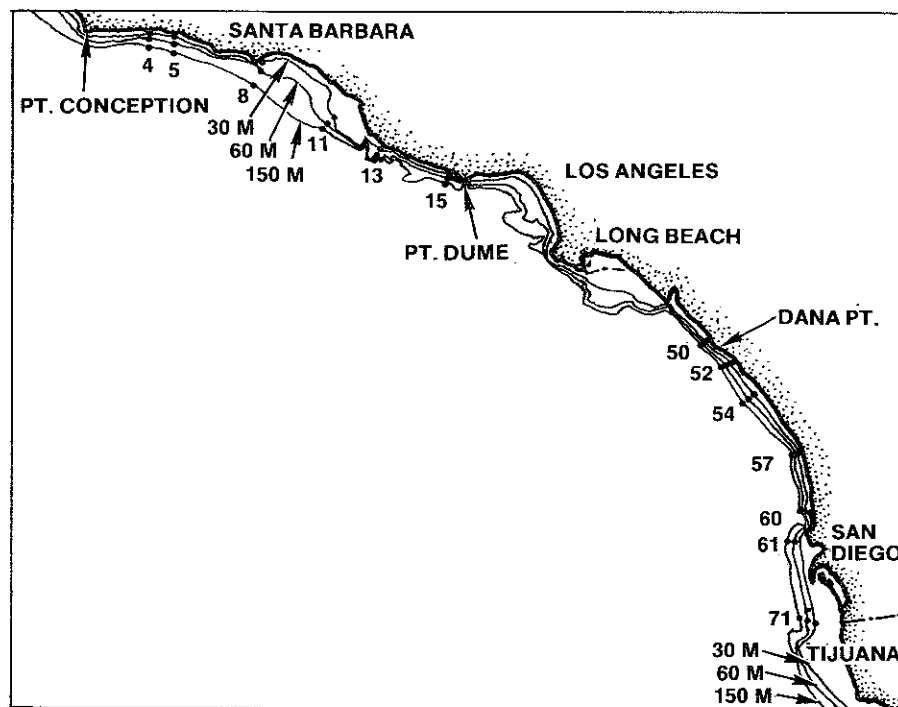 SANTA BARBARA
4
5
PT. CONCEPTION
8
30 M
11
60 M
150 M
13
LOS ANGELES
15
PT. DUME
LONG BEACH
DANA PT.
50
52
54
57
60
61
SAN
DIEGO
71
TIJUANA
30 M
60 M
150 M